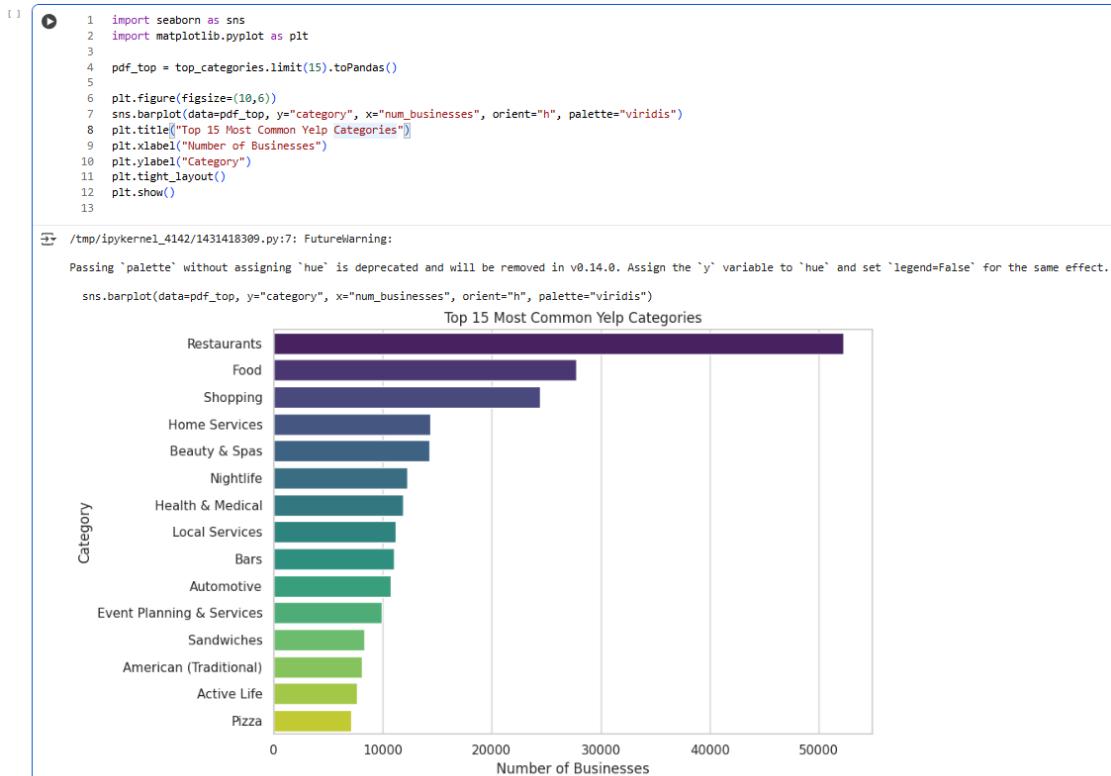 [ ]
1 import seaborn as sns
2 import matplotlib.pyplot as plt
3
4 pdf_top = top_categories.limit(15).toPandas()
5
6 plt.figure(figsize=(10,6))
7 sns.barplot(data=pdf_top, y="category", x="num_businesses", orient="h", palette="viridis")
8 plt.title("Top 15 Most Common Yelp Categories")
9 plt.xlabel("Number of Businesses")
10 plt.ylabel("Category")
11 plt.tight_layout()
12 plt.show()
13
/tmp/ipykernel_4142/1431418309.py:7: FutureWarning:
Passing `palette` without assigning `hue` is deprecated and will be removed in v0.14.0. Assign the `y` variable to `hue` and set `legend=False` for the same effect.
sns.barplot(data=pdf_top, y="category", x="num_businesses", orient="h", palette="viridis")
Top 15 Most Common Yelp Categories
Category
Restaurants
Food
Shopping
Home Services
Beauty & Spas
Nightlife
Health & Medical
Local Services
Bars
Automotive
Event Planning & Services
Sandwiches
American (Traditional)
Active Life
Pizza
0 10000 20000 30000 40000 50000
Number of Businesses